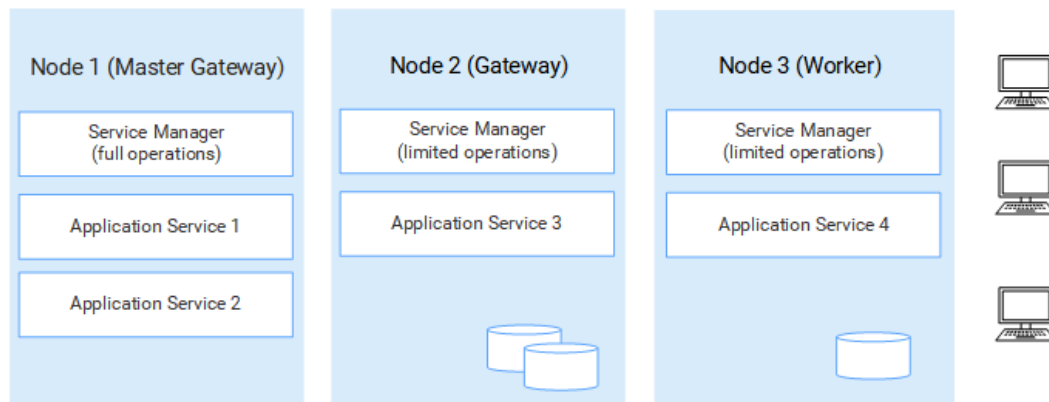 Node 1 (Master Gateway)
Service Manager
(full operations)
Application Service 1
Application Service 2
Node 2 (Gateway)
Service Manager
(limited operations)
Application Service 3
Node 3 (Worker)
Service Manager
(limited operations)
Application Service 4